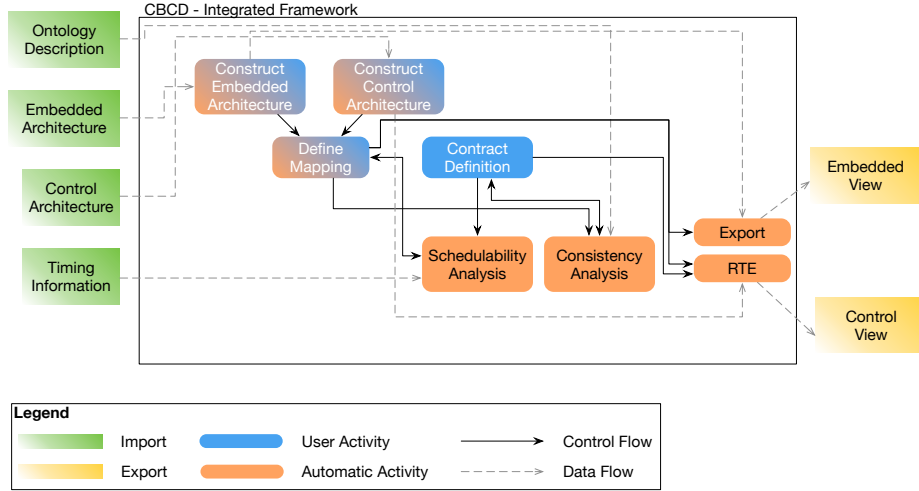 CBCD - Integrated Framework
Ontology
Description
Embedded
Architecture
Control
Architecture
Timing
Information
Construct
Embedded
Architecture
Construct
Control
Architecture
Define
Mapping
Contract
Definition
Schedulability
Analysis
Consistency
Analysis
Export
RTE
Embedded
View
Control
View
Legend
Import
User Activity
Control Flow
Export
Automatic Activity
Data Flow